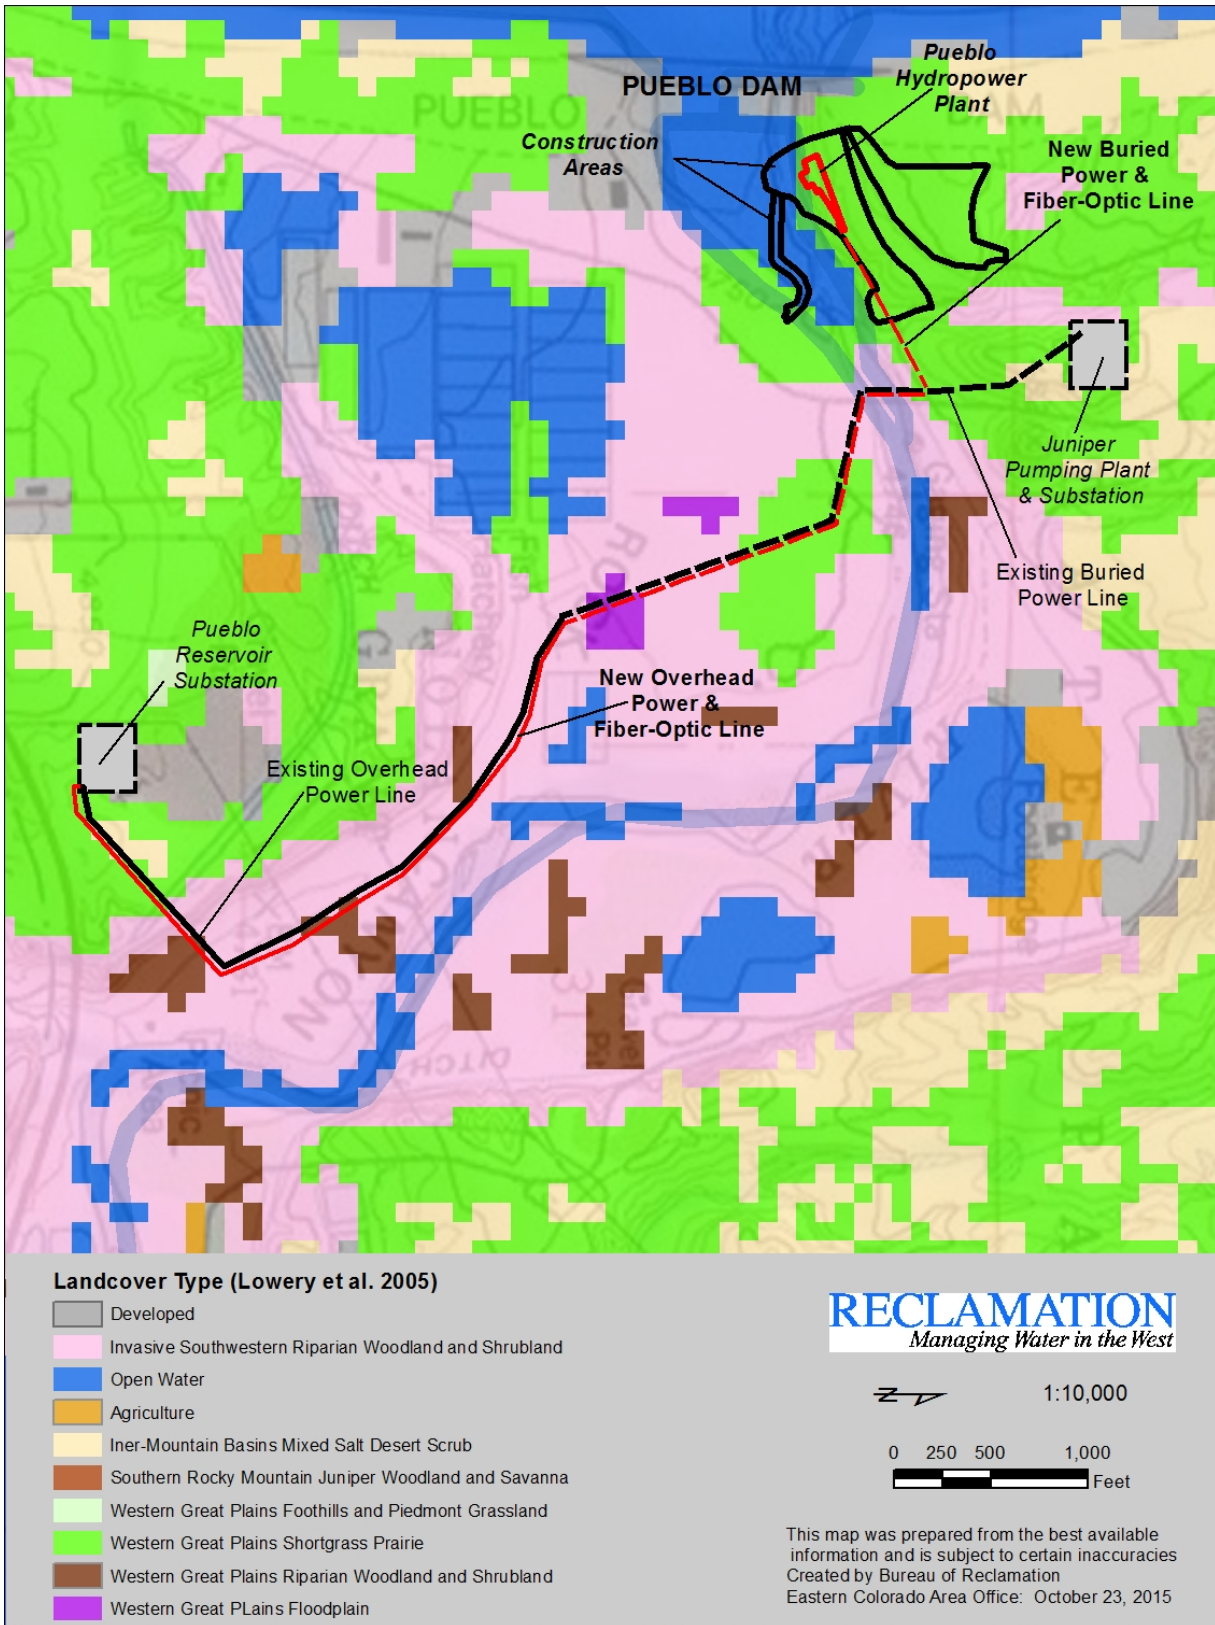 PUEBLO DAM
Pueblo
Hydropower
Plant
Construction
Areas
New Buried
Power &
Fiber-Optic Line
PUEBLO
DAM
Juniper
Pumping Plant
& Substation
Existing Buried
Power Line
Pueblo
Reservoir
Substation
New Overhead
Power &
Fiber-Optic Line
Existing Overhead
Power Line
DITCH
Gravel
Pit
Landcover Type (Lowery et al. 2005)
Developed
Invasive Southwestern Riparian Woodland and Shrubland
Open Water
Agriculture
Iner-Mountain Basins Mixed Salt Desert Scrub
Southern Rocky Mountain Juniper Woodland and Savanna
Western Great Plains Foothills and Piedmont Grassland
Western Great Plains Shortgrass Prairie
Western Great Plains Riparian Woodland and Shrubland
Western Great PLains Floodplain
RECLAMATION
Managing Water in the West
N
1:10,000
0 250 500 1,000
Feet
This map was prepared from the best available
information and is subject to certain inaccuracies
Created by Bureau of Reclamation
Eastern Colorado Area Office: October 23, 2015